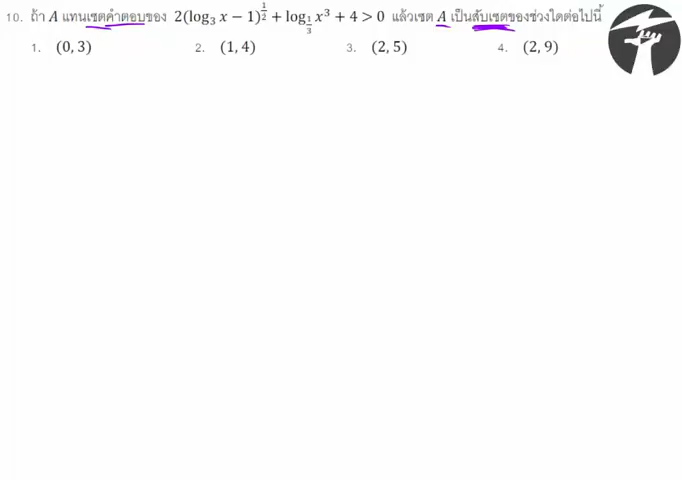 10. ถ้า A แทนเซตคำตอบของ 2(log₃ x − 1)^{1/2} + log_{1/3} x³ + 4 > 0 แล้วเซต A เป็นสับเซตของช่วงใดต่อไปนี้
1. (0, 3) 2. (1, 4) 3. (2, 5) 4. (2, 9)